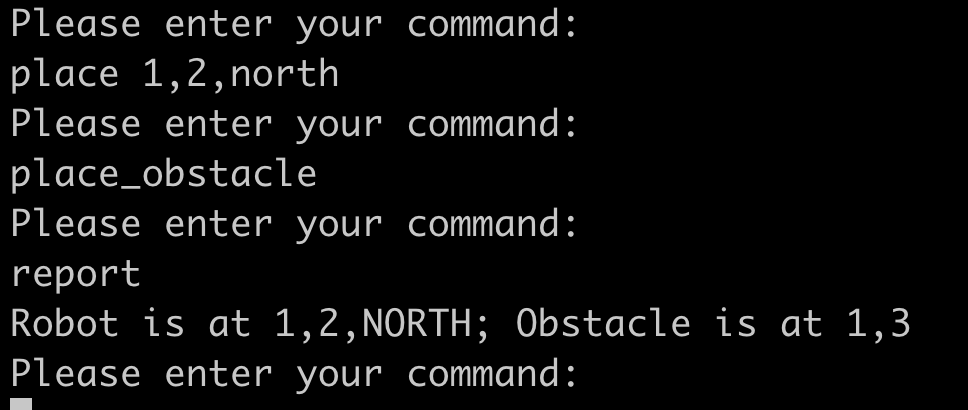 Please enter your command:
place 1,2,north
Please enter your command:
place_obstacle
Please enter your command:
report
Robot is at 1,2,NORTH; Obstacle is at 1,3
Please enter your command: